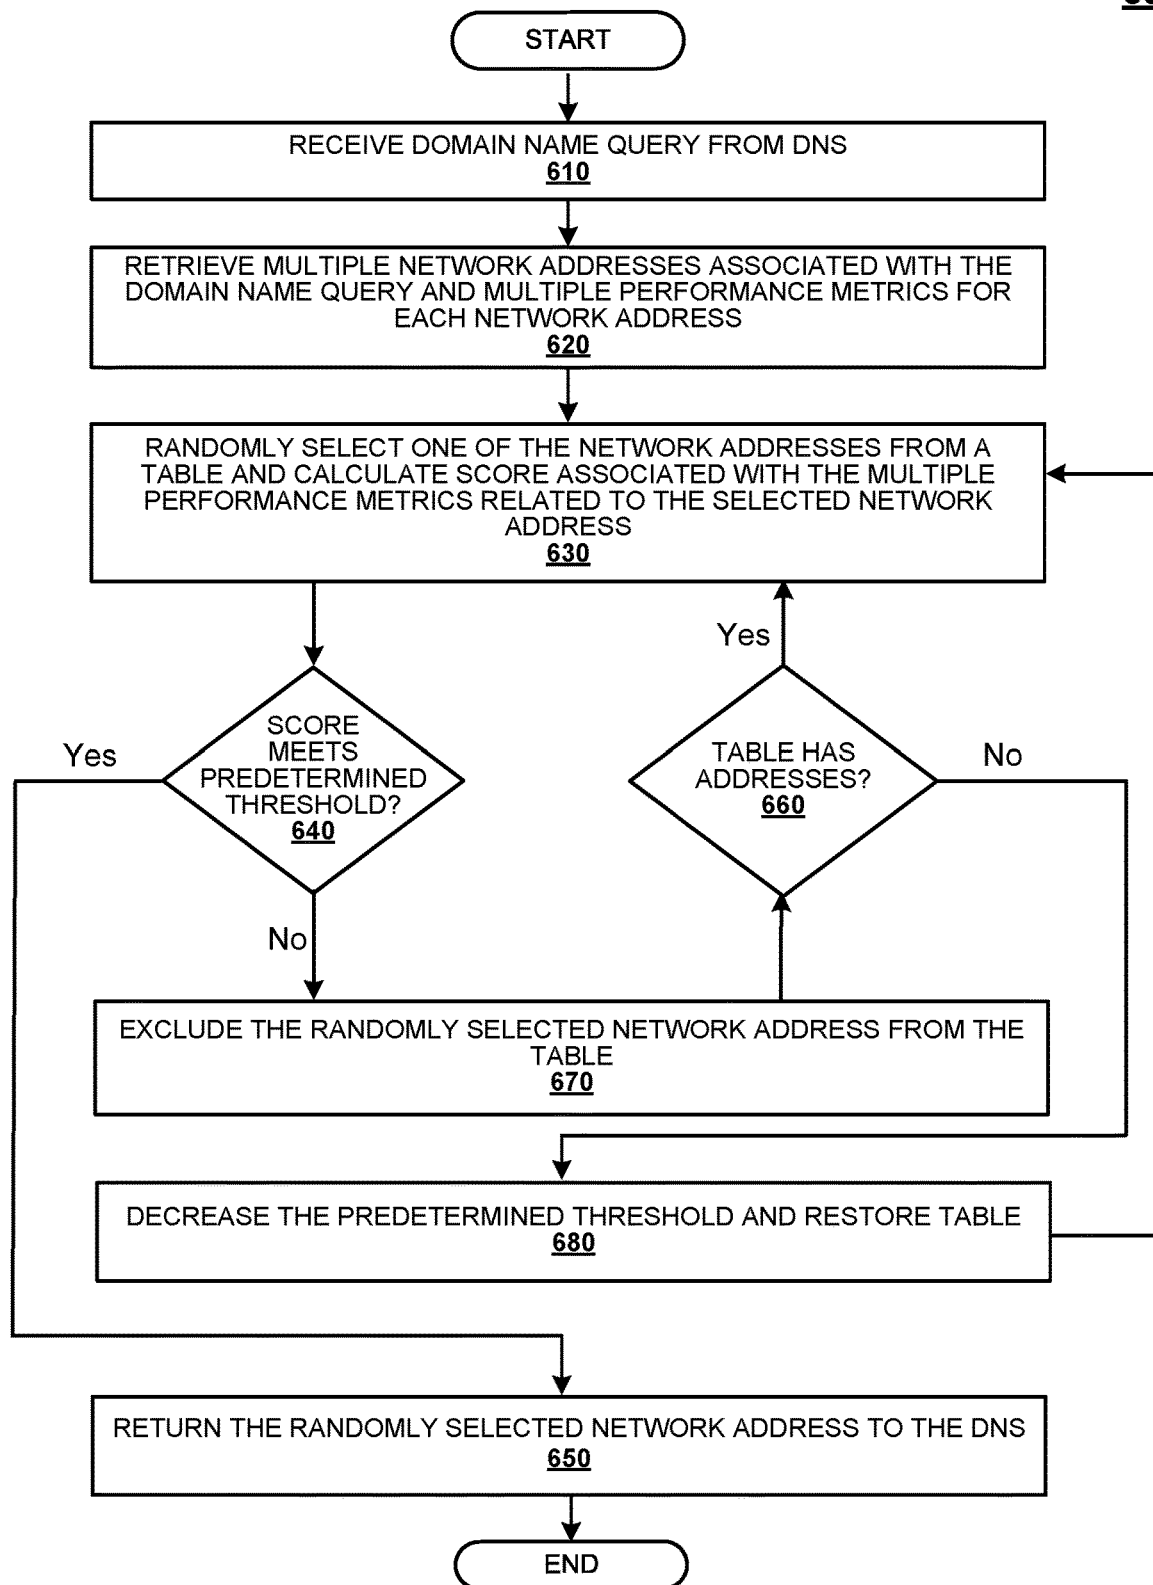 START
RECEIVE DOMAIN NAME QUERY FROM DNS
610
RETRIEVE MULTIPLE NETWORK ADDRESSES ASSOCIATED WITH THE
DOMAIN NAME QUERY AND MULTIPLE PERFORMANCE METRICS FOR
EACH NETWORK ADDRESS
620
RANDOMLY SELECT ONE OF THE NETWORK ADDRESSES FROM A
TABLE AND CALCULATE SCORE ASSOCIATED WITH THE MULTIPLE
PERFORMANCE METRICS RELATED TO THE SELECTED NETWORK
ADDRESS
630
SCORE
MEETS
PREDETERMINED
THRESHOLD?
640
Yes
No
TABLE HAS
ADDRESSES?
660
Yes
No
EXCLUDE THE RANDOMLY SELECTED NETWORK ADDRESS FROM THE
TABLE
670
DECREASE THE PREDETERMINED THRESHOLD AND RESTORE TABLE
680
RETURN THE RANDOMLY SELECTED NETWORK ADDRESS TO THE DNS
650
END